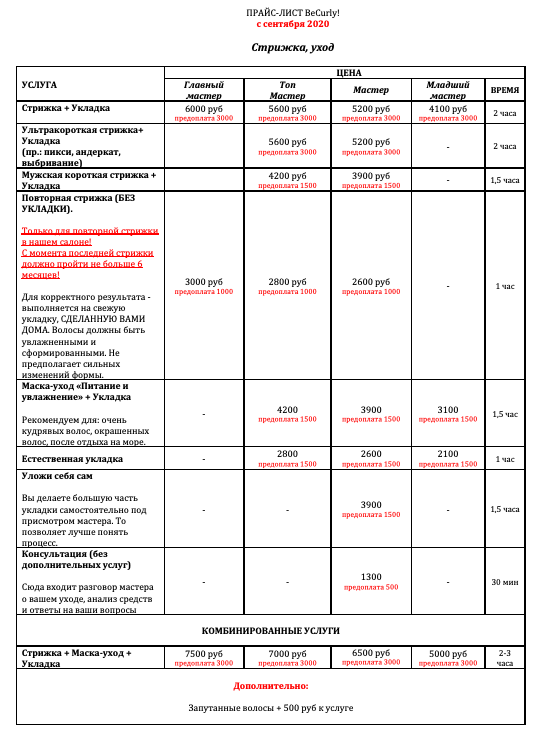 ПРАЙС-ЛИСТ BeCurly!
с сентября 2020
Стрижка, уход
УСЛУГА
ЦЕНА
Главный мастер
Топ Мастер
Мастер
Младший мастер
ВРЕМЯ
Стрижка + Укладка
6000 руб
предоплата 3000
5600 руб
предоплата 3000
5200 руб
предоплата 3000
4100 руб
предоплата 3000
2 часа
Ультракороткая стрижка+
Укладка
(пр.: пикси, андеркат,
выбривание)
5600 руб
предоплата 3000
5200 руб
предоплата 3000
-
2 часа
Мужская короткая стрижка +
Укладка
4200 руб
предоплата 1500
3900 руб
предоплата 1500
-
1,5 часа
Повторная стрижка (БЕЗ
УКЛАДКИ).
Только для повторной стрижки
в нашем салоне!
С момента последней стрижки
должно пройти не больше 6
месяцев!
Для корректного результата -
выполняется на свежую
укладку, СДЕЛАННУЮ ВАМИ
ДОМА. Волосы должны быть
увлажненными и
сформированными. Не
предполагает сильных
изменений формы.
3000 руб
предоплата 1000
2800 руб
предоплата 1000
2600 руб
предоплата 1000
-
1 час
Маска-уход «Питание и
увлажнение» + Укладка
Рекомендуем для: очень
кудрявых волос, окрашенных
волос, после отдыха на море.
-
4200
предоплата 1500
3900
предоплата 1500
3100
предоплата 1500
1,5 час
Естественная укладка
-
2800
предоплата 1500
2600
предоплата 1500
2100
предоплата 1500
1 час
Уложи себя сам
Вы делаете большую часть
укладки самостоятельно под
присмотром мастера. То
позволяет лучше понять
процесс.
-
-
3900
предоплата 1500
-
1,5 часа
Консультация (без
дополнительных услуг)
Сюда входит разговор мастера
о вашем уходе, анализ средств
и ответы на ваши вопросы
-
-
1300
предоплата 500
-
30 мин
КОМБИНИРОВАННЫЕ УСЛУГИ
Стрижка + Маска-уход +
Укладка
7500 руб
предоплата 3000
7000 руб
предоплата 3000
6500 руб
предоплата 3000
5000 руб
предоплата 3000
2-3
часа
Дополнительно:
Запутанные волосы + 500 руб к услуге